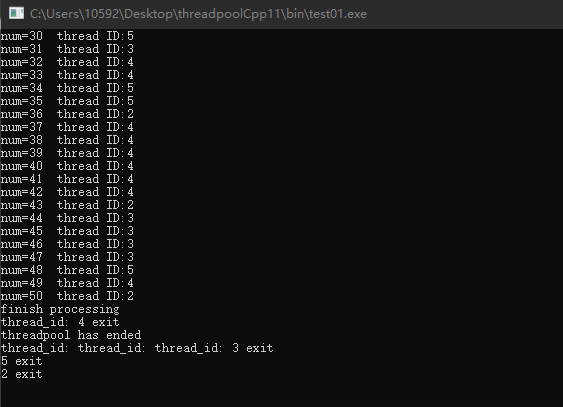 C:\Users\10592\Desktop\threadpoolCpp11\bin\test01.exe
num=30  thread ID:5
num=31  thread ID:3
num=32  thread ID:4
num=33  thread ID:4
num=34  thread ID:5
num=35  thread ID:5
num=36  thread ID:2
num=37  thread ID:4
num=38  thread ID:4
num=39  thread ID:4
num=40  thread ID:4
num=41  thread ID:4
num=42  thread ID:4
num=43  thread ID:2
num=44  thread ID:3
num=45  thread ID:3
num=46  thread ID:3
num=47  thread ID:3
num=48  thread ID:5
num=49  thread ID:4
num=50  thread ID:2
finish processing
thread_id: 4 exit
threadpool has ended
thread_id: thread_id: thread_id: 3 exit
5 exit
2 exit